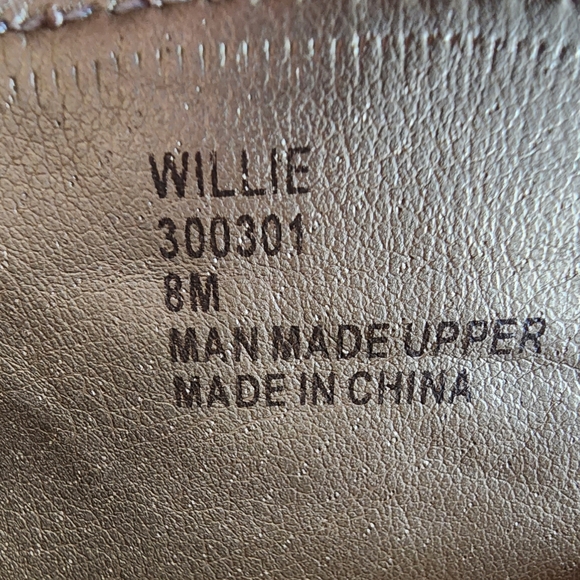 WILLIE
300301
8M
MAN MADE UPPER
MADE IN CHINA